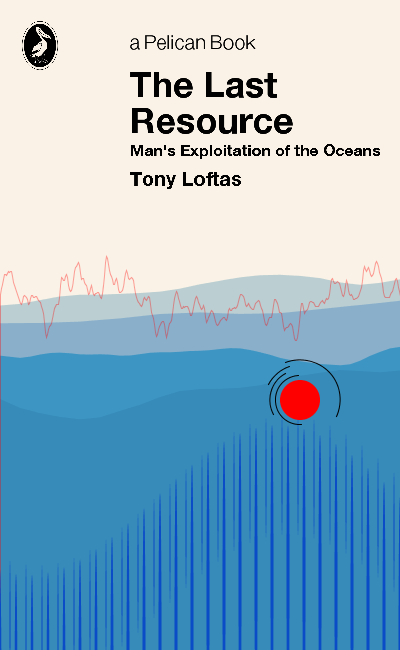 a Pelican Book
The Last
Resource
Man's Exploitation of the Oceans
Tony Loftas